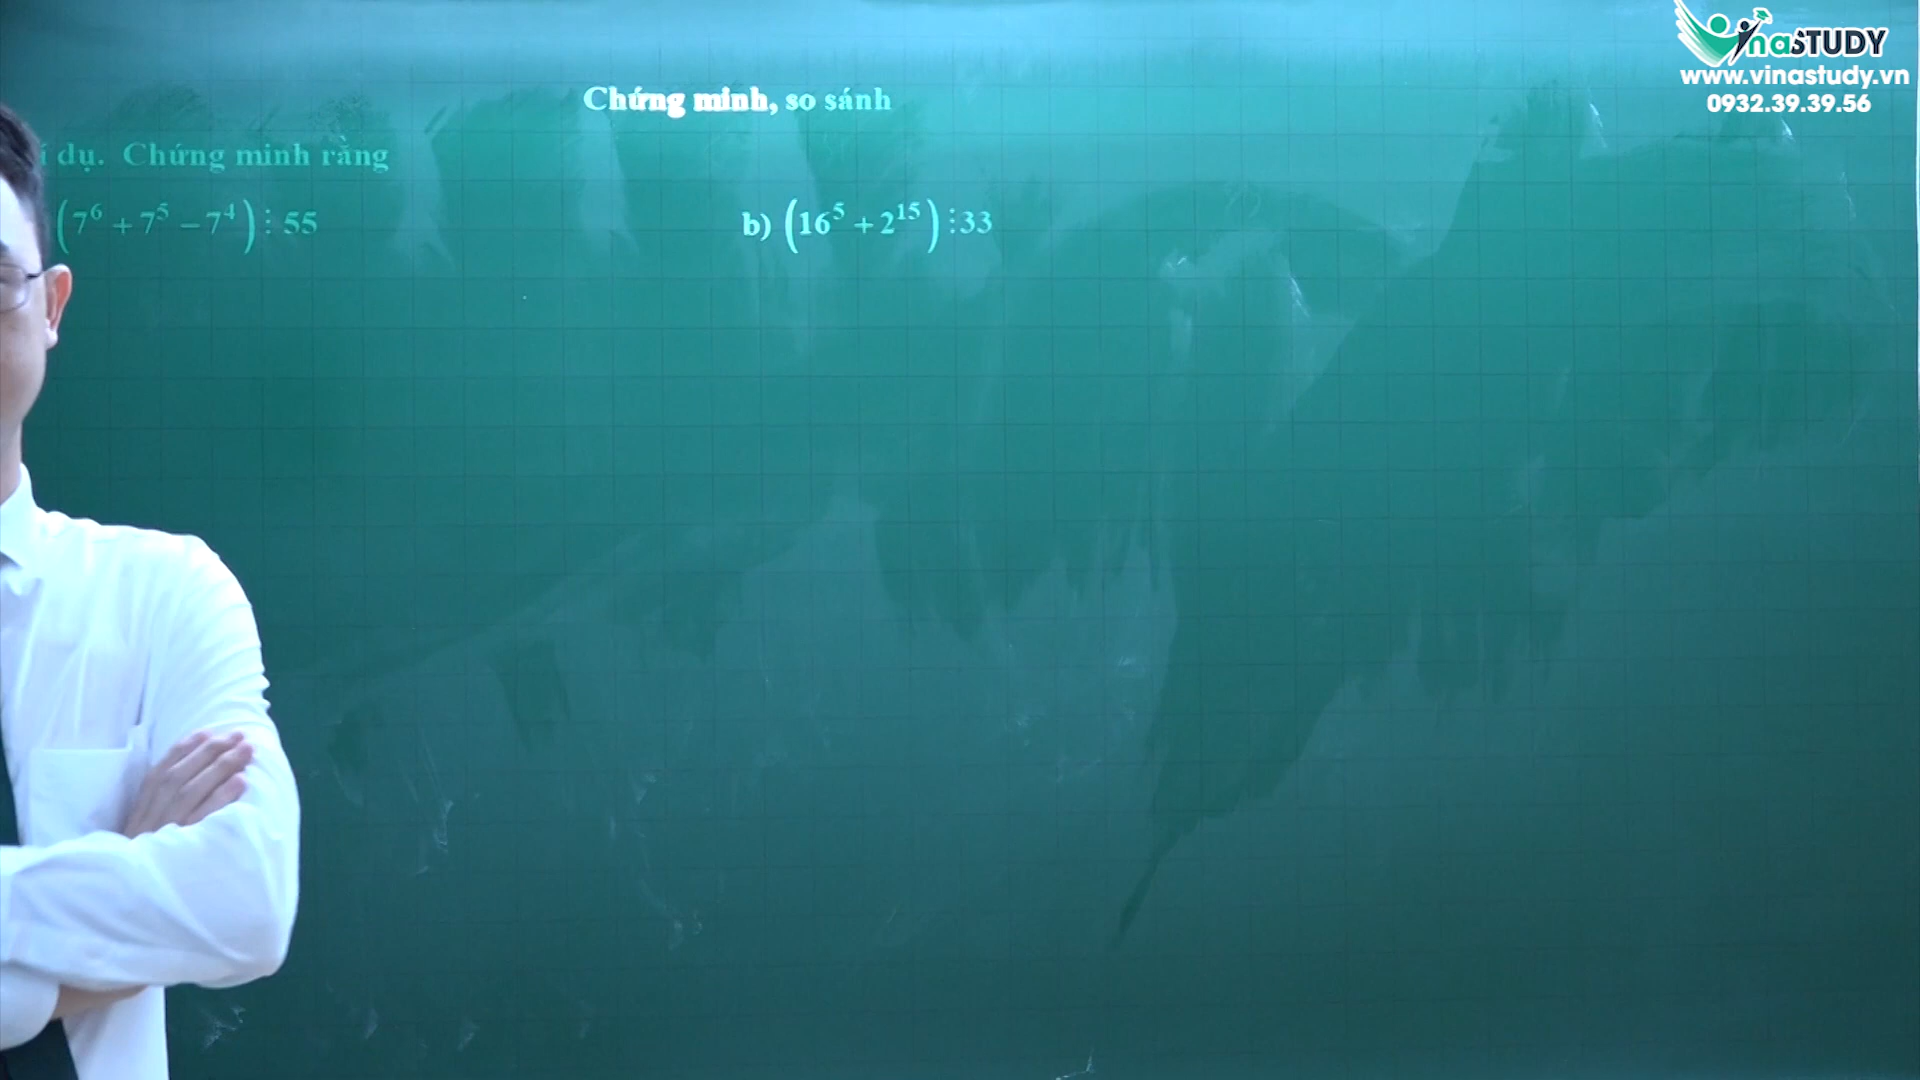 VinaSTUDY
www.vinastudy.vn
0932.39.39.56
Chứng minh, so sánh
í dụ. Chứng minh rằng
(7⁶ + 7⁵ − 7⁴) ⋮ 55
b) (16⁵ + 2¹⁵) ⋮ 33